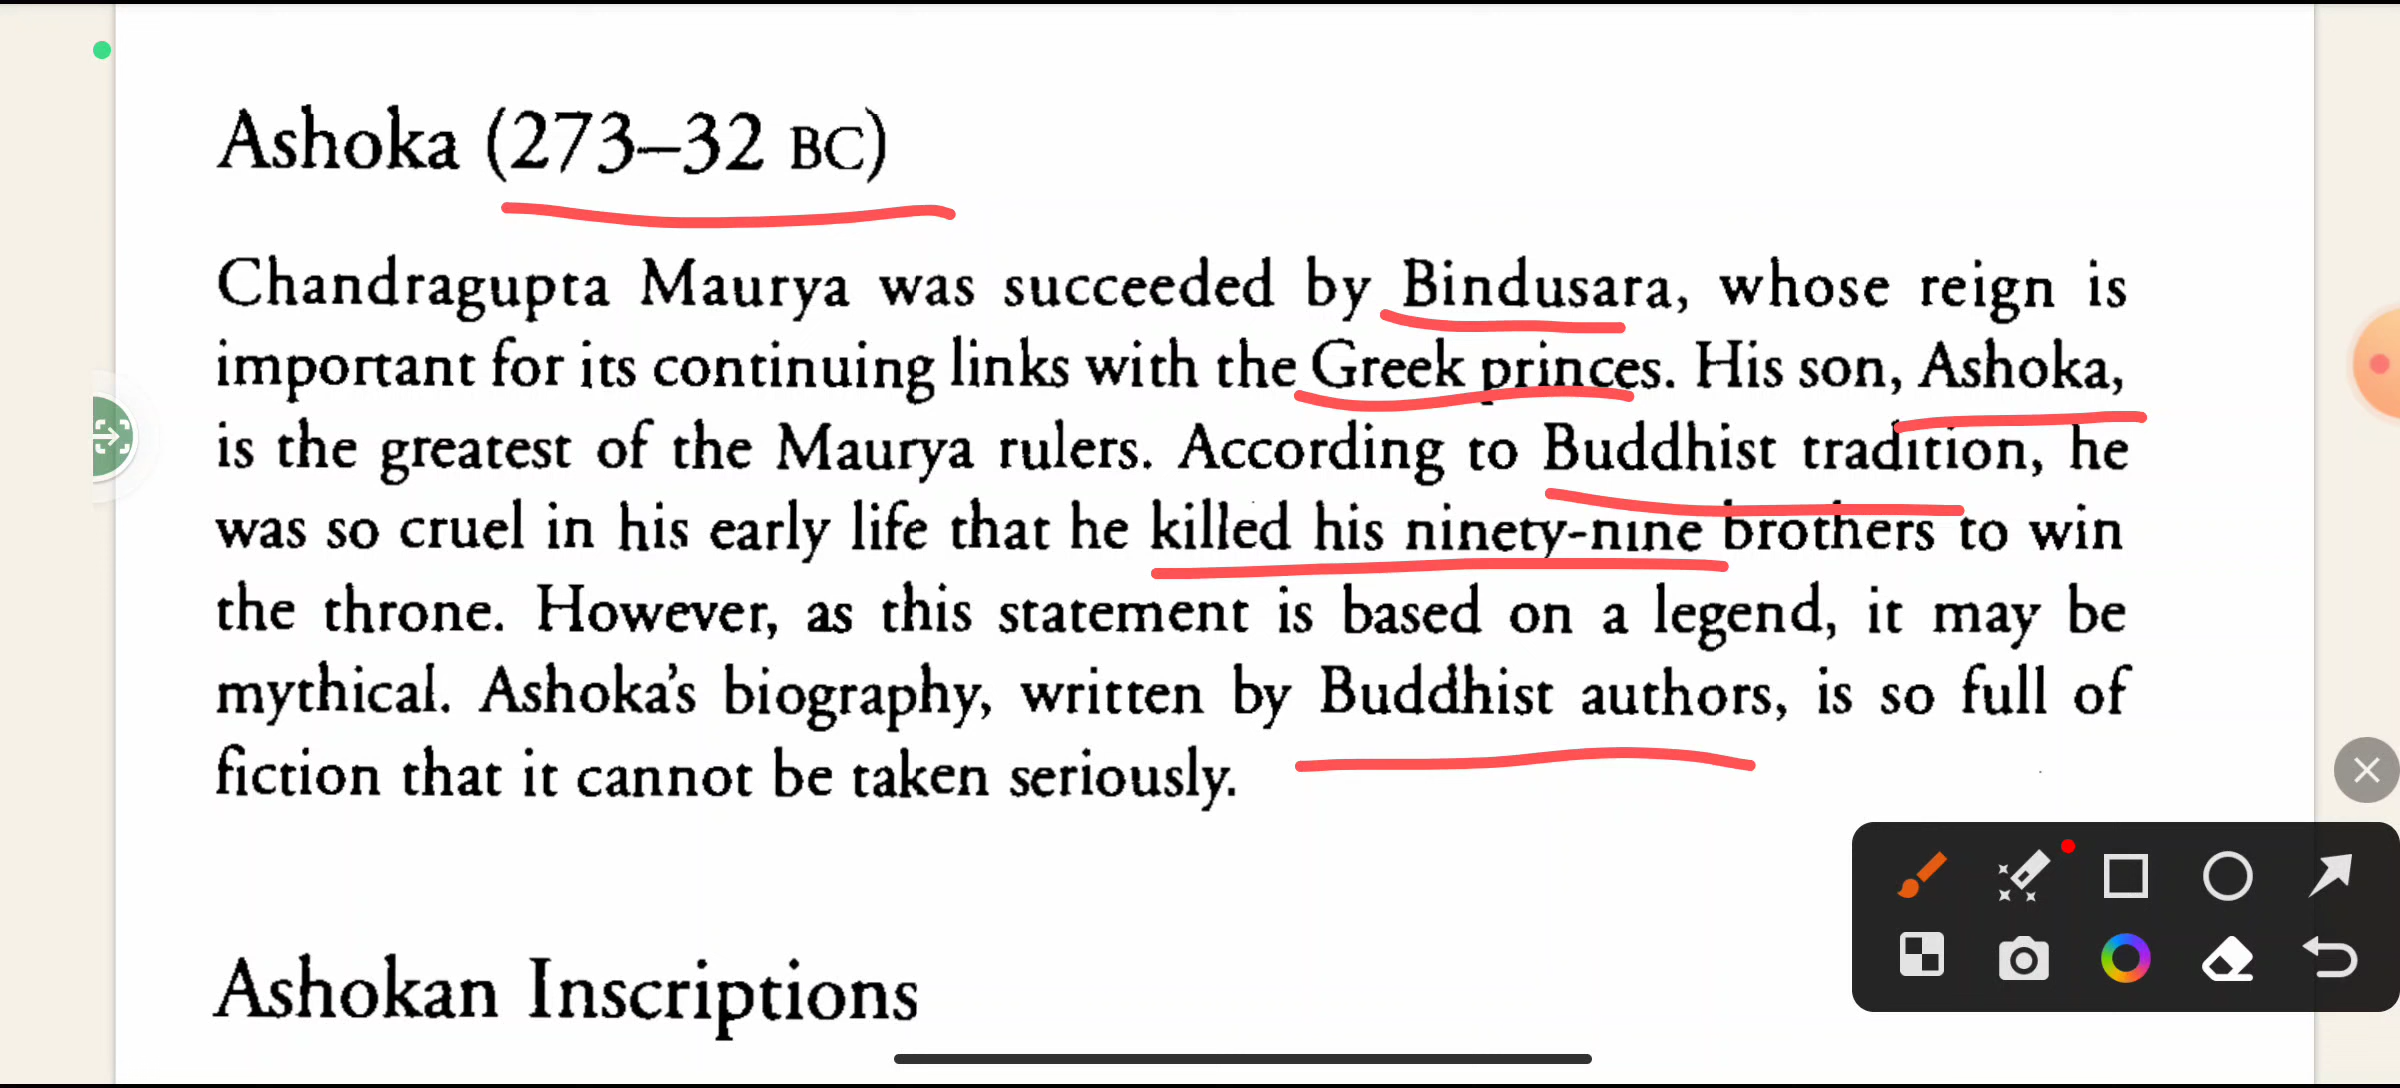 Ashoka (273–32 BC)
Chandragupta Maurya was succeeded by Bindusara, whose reign is
important for its continuing links with the Greek princes. His son, Ashoka,
is the greatest of the Maurya rulers. According to Buddhist tradition, he
was so cruel in his early life that he killed his ninety-nine brothers to win
the throne. However, as this statement is based on a legend, it may be
mythical. Ashoka's biography, written by Buddhist authors, is so full of
fiction that it cannot be taken seriously.
Ashokan Inscriptions